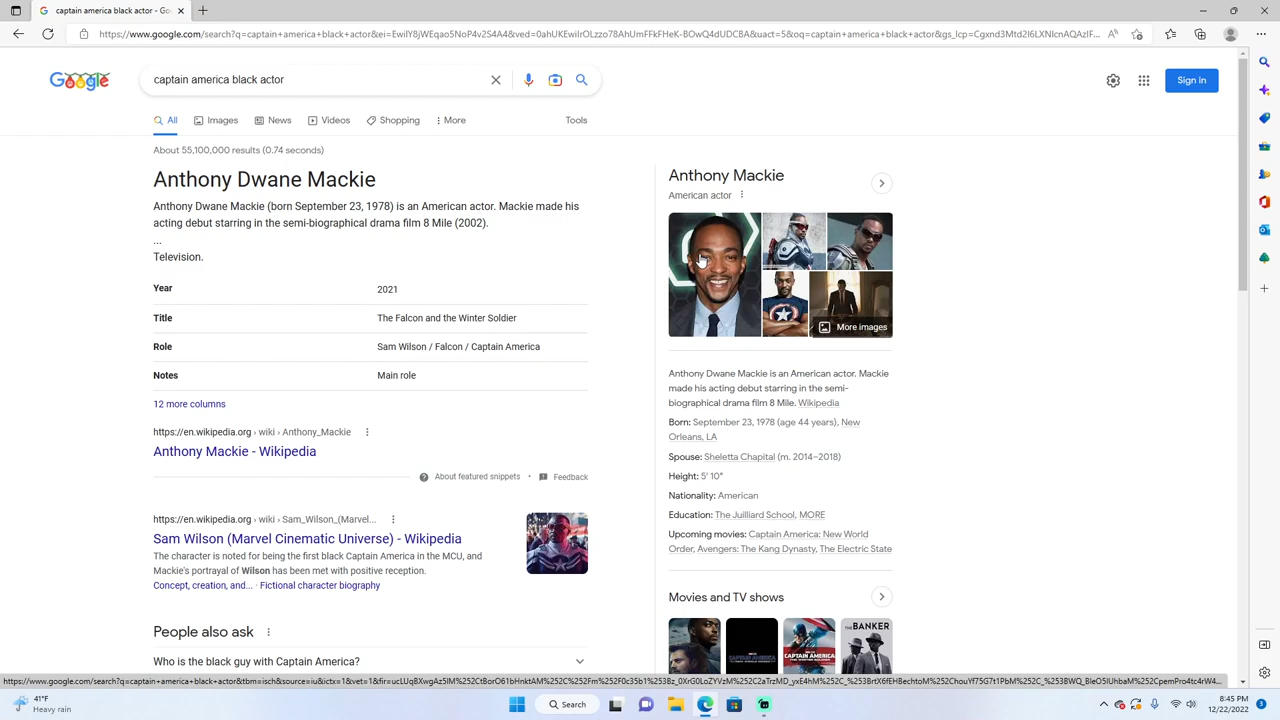 captain america black actor - Go
https://www.google.com/search?q=captain+america+black+actor&ei=
Google
captain america black actor
Sign in
All Images News Videos Shopping More Tools
About 55,100,000 results (0.74 seconds)
Anthony Dwane Mackie
Anthony Dwane Mackie (born September 23, 1978) is an American actor. Mackie made his
acting debut starring in the semi-biographical drama film 8 Mile (2002).
...
Television.
Year 2021
Title The Falcon and the Winter Soldier
Role Sam Wilson / Falcon / Captain America
Notes Main role
12 more columns
https://en.wikipedia.org › wiki › Anthony_Mackie
Anthony Mackie - Wikipedia
About featured snippets • Feedback
https://en.wikipedia.org › wiki › Sam_Wilson_(Marvel...
Sam Wilson (Marvel Cinematic Universe) - Wikipedia
The character is noted for being the first black Captain America in the MCU, and
Mackie's portrayal of Wilson has been met with positive reception.
Concept, creation, and... · Fictional character biography
People also ask
Who is the black guy with Captain America?
Anthony Mackie
American actor
More images
Anthony Dwane Mackie is an American actor. Mackie
made his acting debut starring in the semi-
biographical drama film 8 Mile. Wikipedia
Born: September 23, 1978 (age 44 years), New
Orleans, LA
Spouse: Sheletta Chapital (m. 2014–2018)
Height: 5′ 10″
Nationality: American
Education: The Juilliard School, MORE
Upcoming movies: Captain America: New World
Order, Avengers: The Kang Dynasty, The Electric State
Movies and TV shows
CAPTAIN AMERICA
THE BANKER
41°F
Heavy rain
Search
8:45 PM
12/22/2022